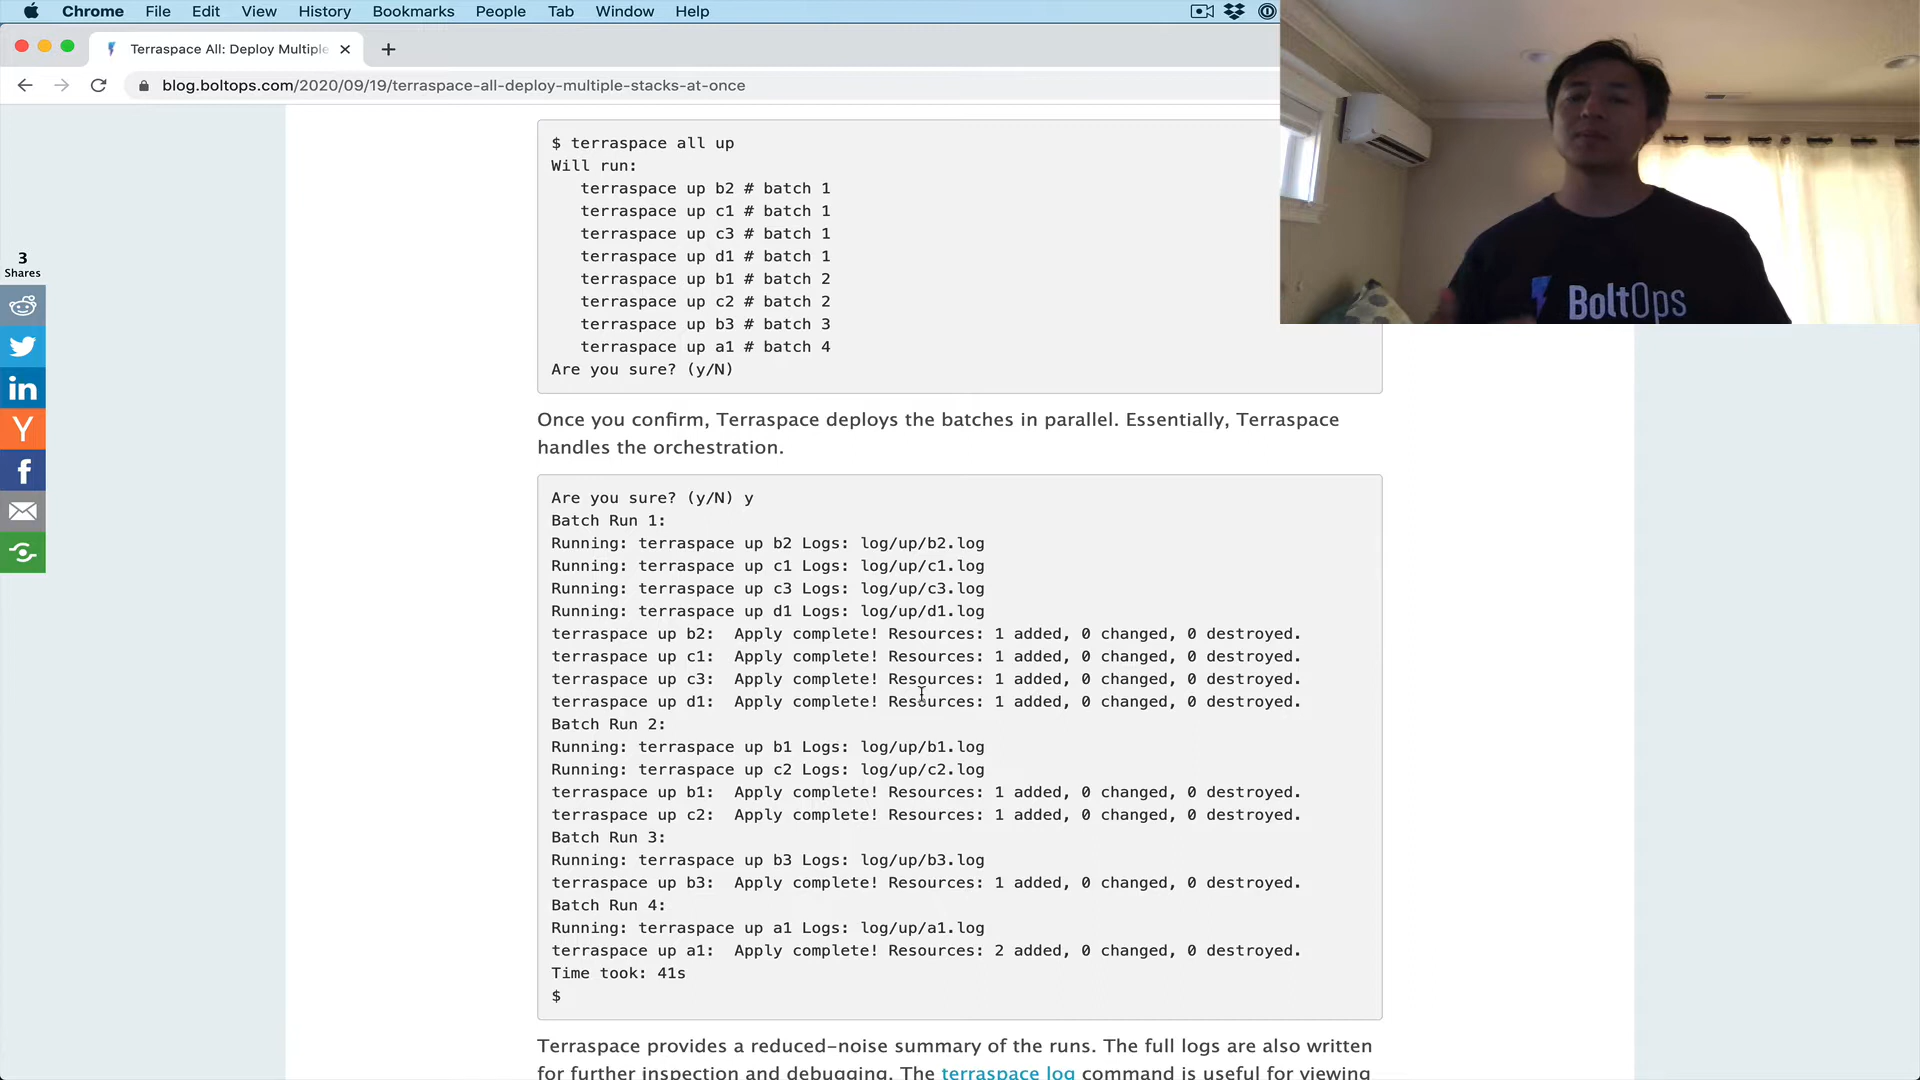 Chrome File Edit View History Bookmarks People Tab Window Help
Terraspace All: Deploy Multiple
blog.boltops.com/2020/09/19/terraspace-all-deploy-multiple-stacks-at-once
$ terraspace all up
Will run:
terraspace up b2 # batch 1
terraspace up c1 # batch 1
terraspace up c3 # batch 1
terraspace up d1 # batch 1
terraspace up b1 # batch 2
terraspace up c2 # batch 2
terraspace up b3 # batch 3
terraspace up a1 # batch 4
Are you sure? (y/N)
BoltOps
3
Shares
Once you confirm, Terraspace deploys the batches in parallel. Essentially, Terraspace
handles the orchestration.
Are you sure? (y/N) y
Batch Run 1:
Running: terraspace up b2 Logs: log/up/b2.log
Running: terraspace up c1 Logs: log/up/c1.log
Running: terraspace up c3 Logs: log/up/c3.log
Running: terraspace up d1 Logs: log/up/d1.log
terraspace up b2: Apply complete! Resources: 1 added, 0 changed, 0 destroyed.
terraspace up c1: Apply complete! Resources: 1 added, 0 changed, 0 destroyed.
terraspace up c3: Apply complete! Resources: 1 added, 0 changed, 0 destroyed.
terraspace up d1: Apply complete! Resources: 1 added, 0 changed, 0 destroyed.
Batch Run 2:
Running: terraspace up b1 Logs: log/up/b1.log
Running: terraspace up c2 Logs: log/up/c2.log
terraspace up b1: Apply complete! Resources: 1 added, 0 changed, 0 destroyed.
terraspace up c2: Apply complete! Resources: 1 added, 0 changed, 0 destroyed.
Batch Run 3:
Running: terraspace up b3 Logs: log/up/b3.log
terraspace up b3: Apply complete! Resources: 1 added, 0 changed, 0 destroyed.
Batch Run 4:
Running: terraspace up a1 Logs: log/up/a1.log
terraspace up a1: Apply complete! Resources: 2 added, 0 changed, 0 destroyed.
Time took: 41s
$
Terraspace provides a reduced-noise summary of the runs. The full logs are also written
for further inspection and debugging. The terraspace log command is useful for viewing